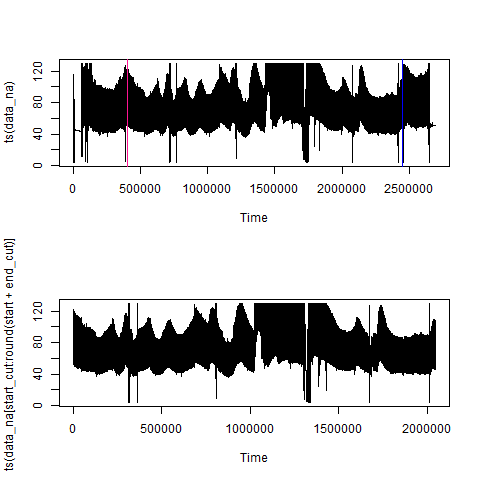 ts(data_na)
0 40 80 120
0 500000 1000000 1500000 2000000 2500000
Time
ts(data_na[start_cut:round(start + end_cut)]
0 40 80 120
0 500000 1000000 1500000 2000000
Time